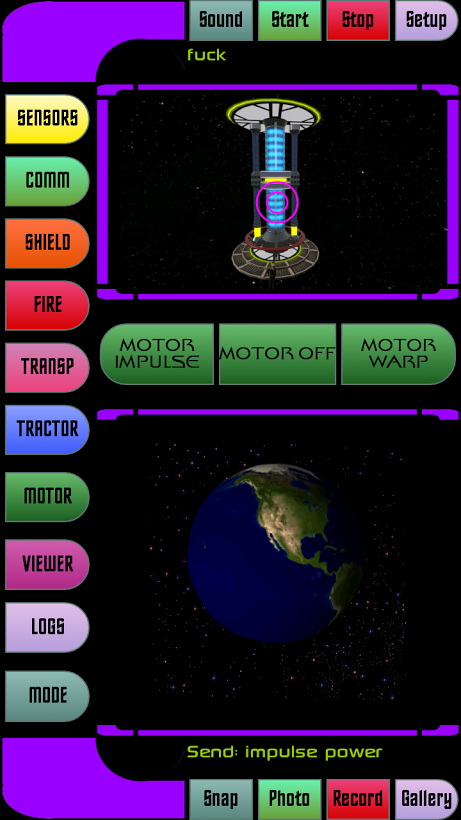 Sound Start Stop Setup
fuck
SENSORS
COMM
SHIELD
FIRE
MOTOR IMPULSE
MOTOR OFF
MOTOR WARP
TRANSP
TRACTOR
MOTOR
VIEWER
LOGS
MODE
Send: impulse power
Snap Photo Record Gallery